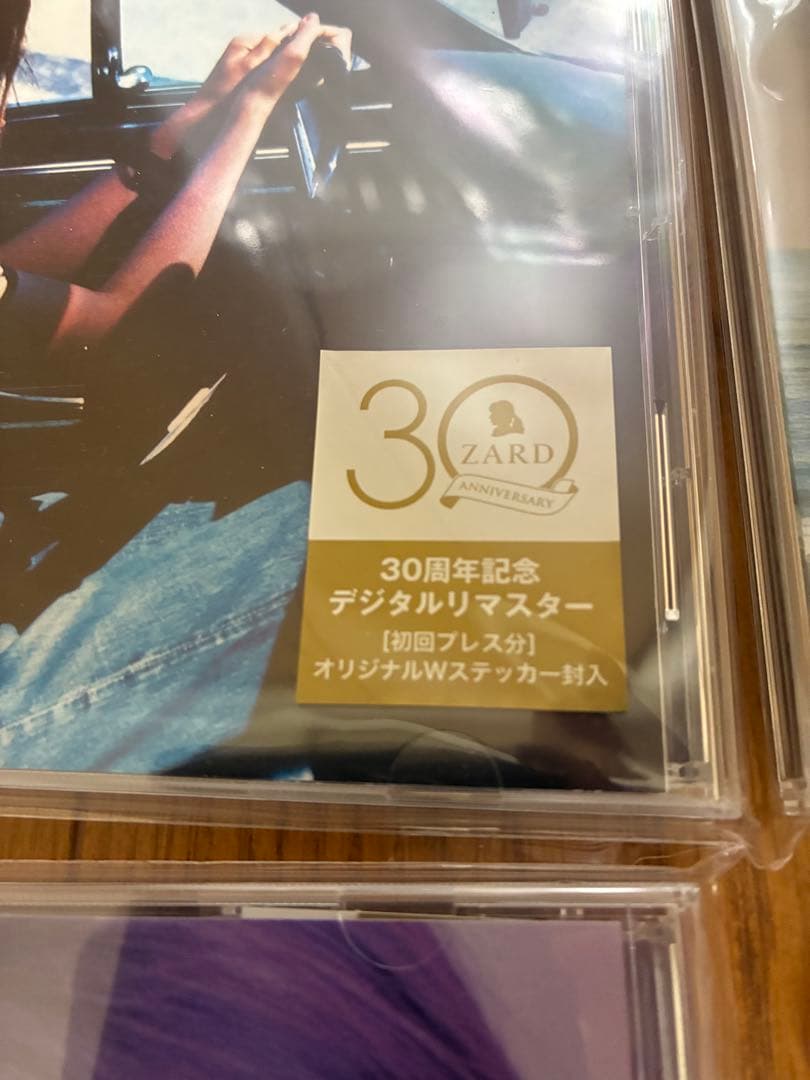 30
ZARD
ANNIVERSARY
30周年記念
デジタルリマスター
[初回プレス分]
オリジナルWステッカー封入